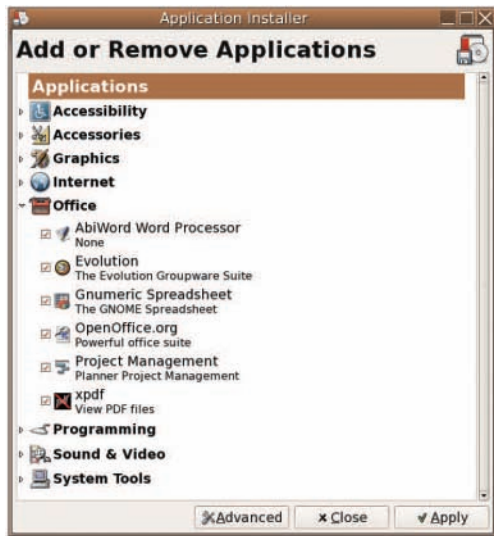 Application Installer
Add or Remove Applications
Applications
Accessibility
Accessories
Graphics
Internet
Office
AbiWord Word Processor
None
Evolution
The Evolution Groupware Suite
Gnumeric Spreadsheet
The GNOME Spreadsheet
OpenOffice.org
Powerful office suite
Project Management
Planner Project Management
xpdf
View PDF files
Programming
Sound & Video
System Tools
Advanced
Close
Apply